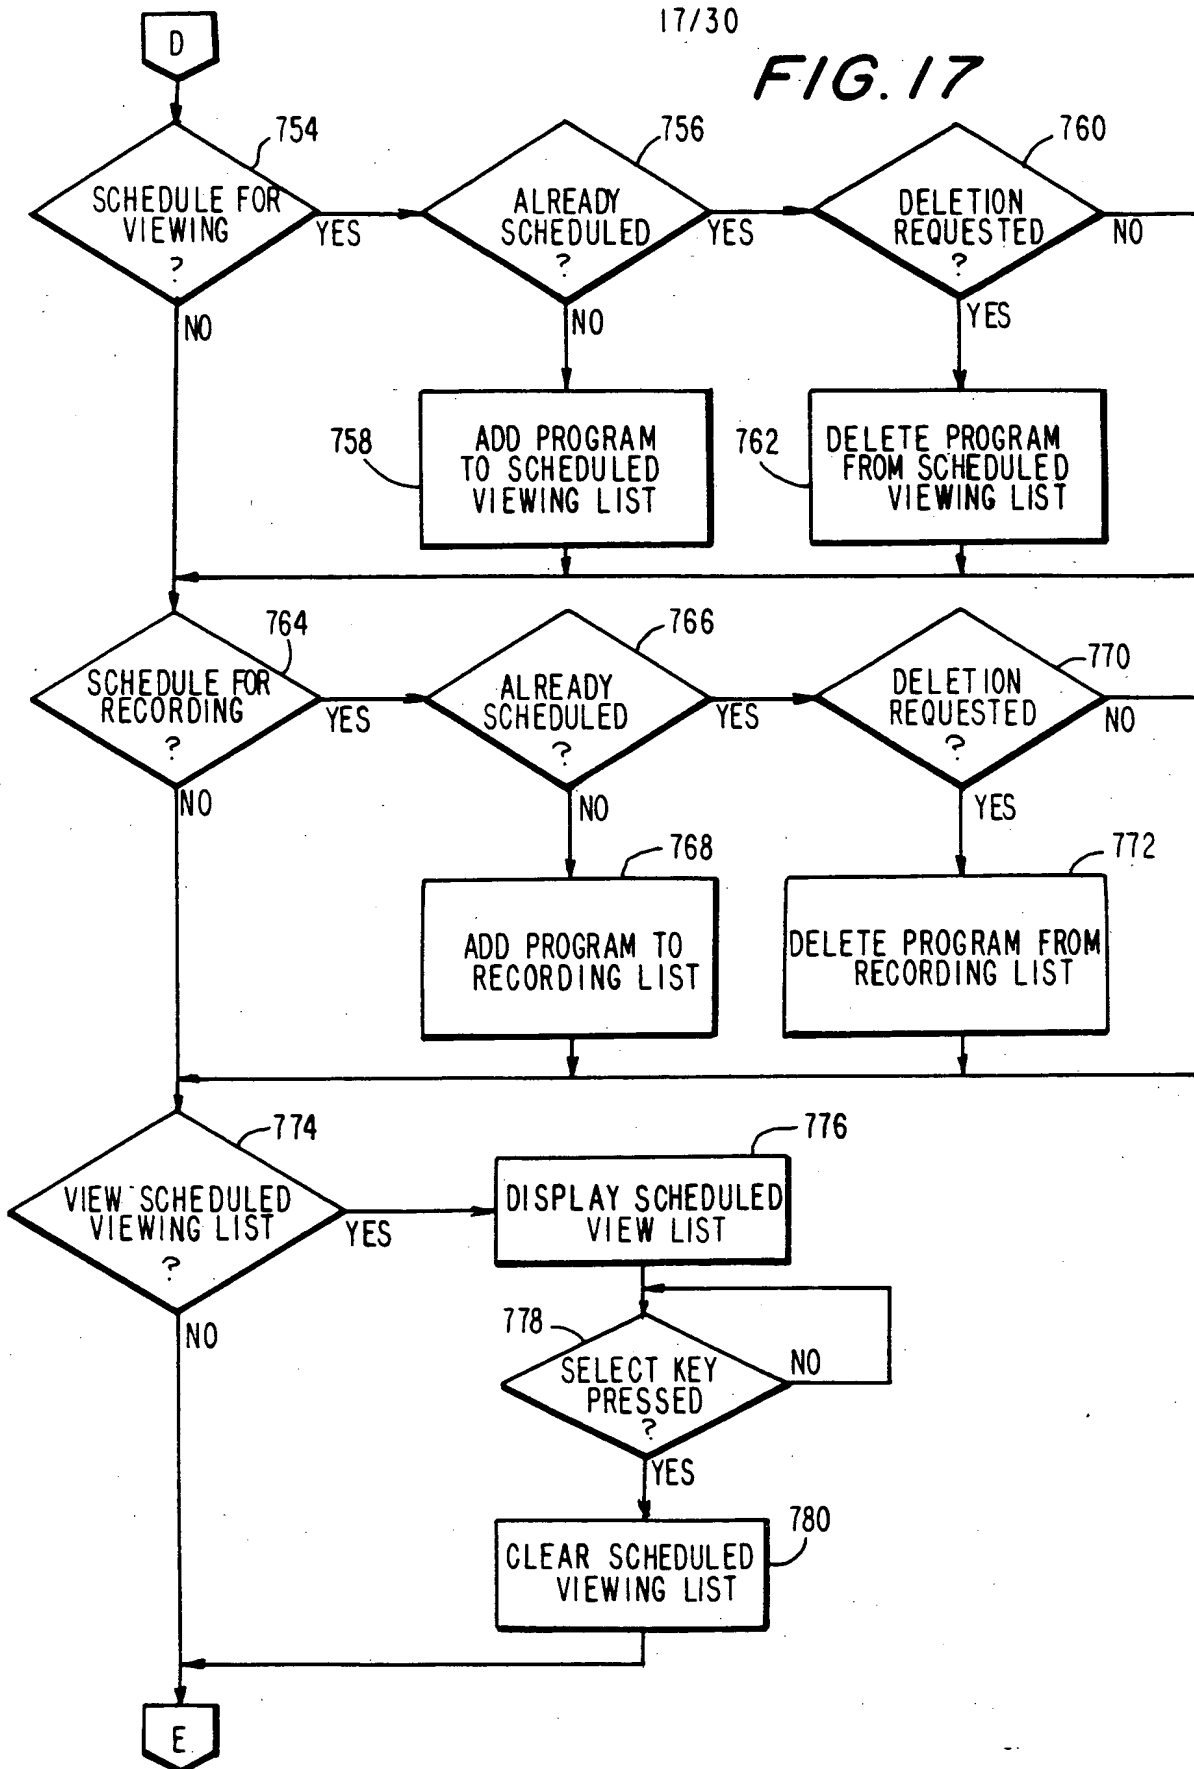 17/30
FIG. 17
D
754
SCHEDULE FOR
VIEWING
?
YES
NO
756
ALREADY
SCHEDULED
?
YES
NO
760
DELETION
REQUESTED
?
NO
YES
758
ADD PROGRAM
TO SCHEDULED
VIEWING LIST
762
DELETE PROGRAM
FROM SCHEDULED
VIEWING LIST
764
SCHEDULE FOR
RECORDING
?
YES
NO
766
ALREADY
SCHEDULED
?
YES
NO
770
DELETION
REQUESTED
?
NO
YES
768
ADD PROGRAM TO
RECORDING LIST
772
DELETE PROGRAM FROM
RECORDING LIST
774
VIEW SCHEDULED
VIEWING LIST
?
YES
NO
776
DISPLAY SCHEDULED
VIEW LIST
778
SELECT KEY
PRESSED
?
NO
YES
780
CLEAR SCHEDULED
VIEWING LIST
E